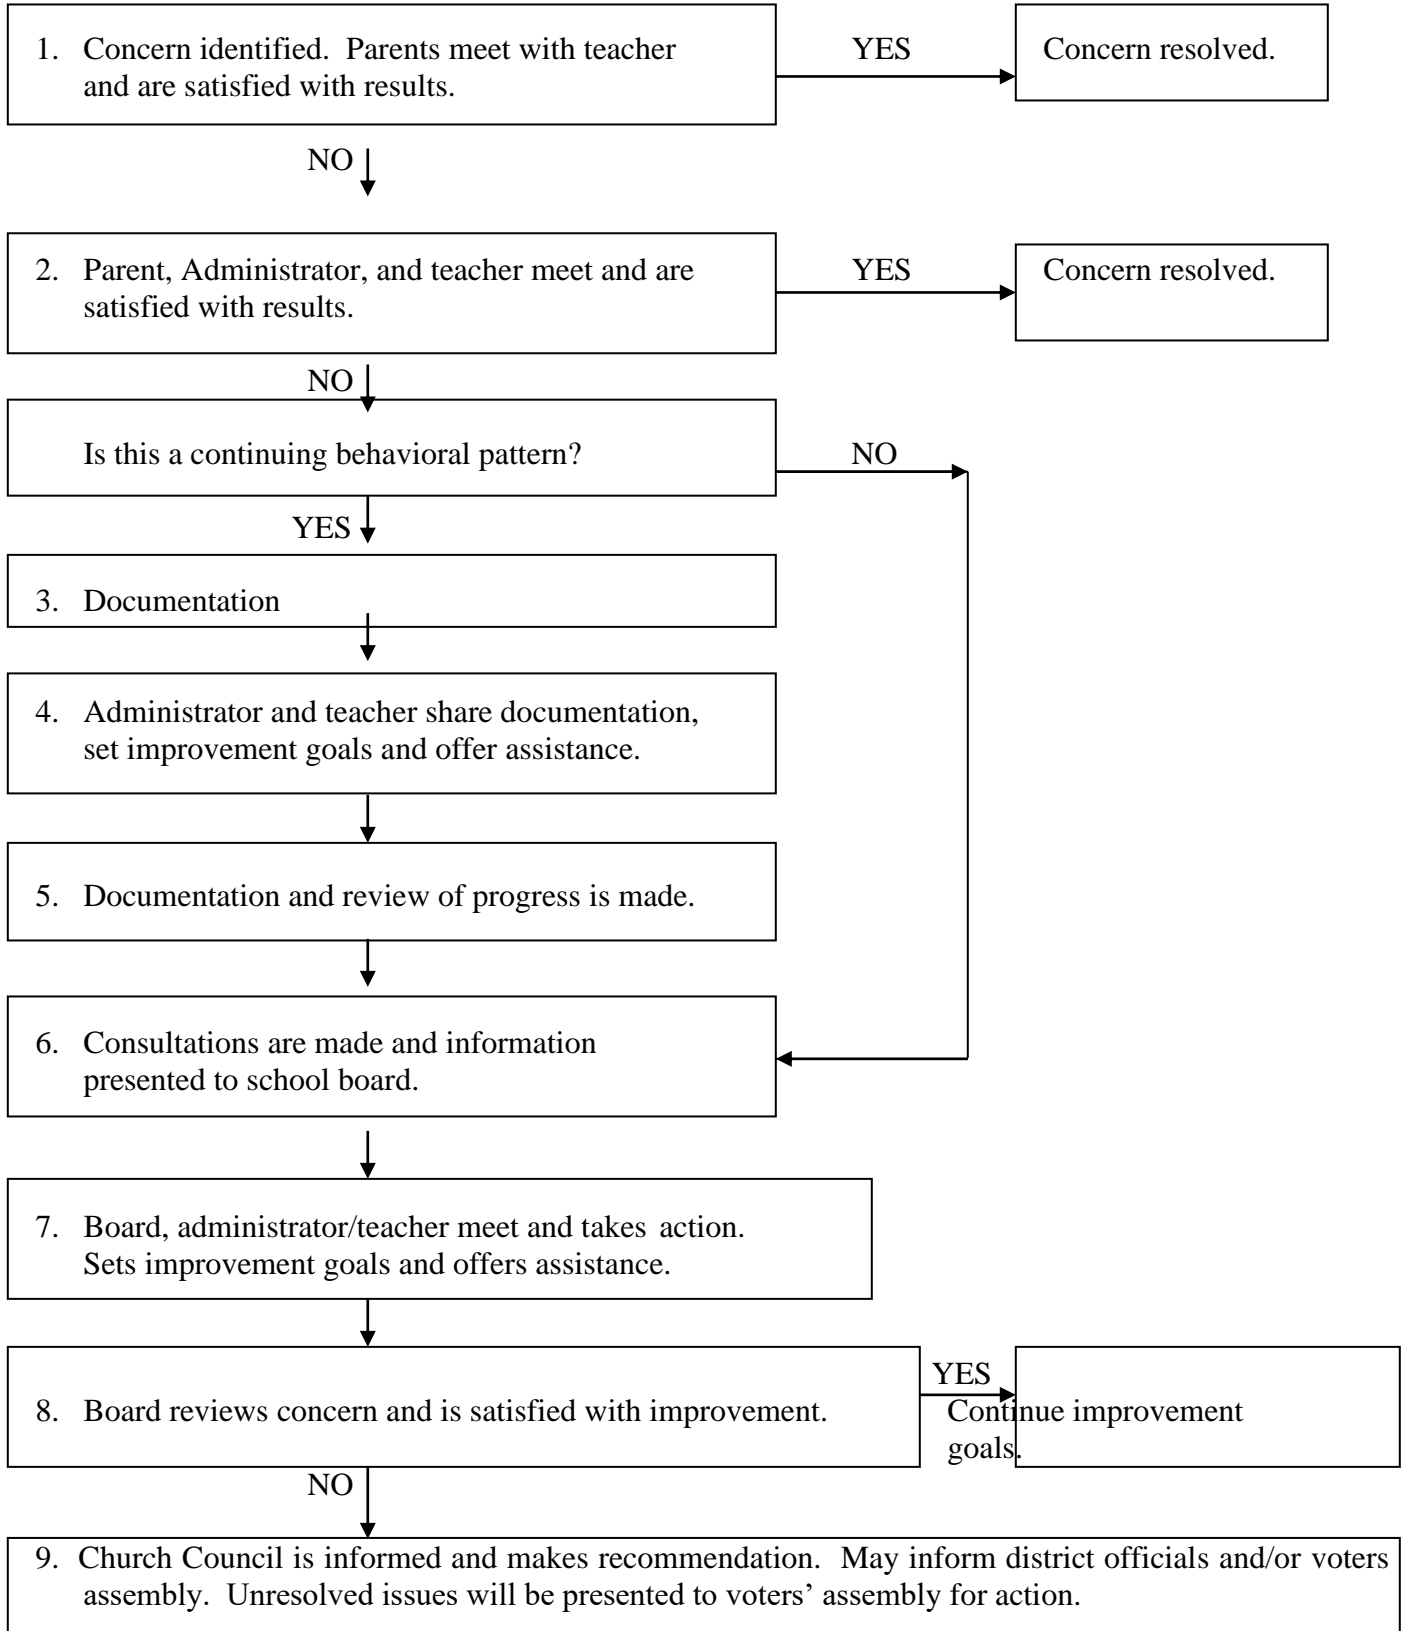 1. Concern identified. Parents meet with teacher
and are satisfied with results.
YES
Concern resolved.
NO
2. Parent, Administrator, and teacher meet and are
satisfied with results.
YES
Concern resolved.
NO
Is this a continuing behavioral pattern?
NO
YES
3. Documentation
4. Administrator and teacher share documentation,
set improvement goals and offer assistance.
5. Documentation and review of progress is made.
6. Consultations are made and information
presented to school board.
7. Board, administrator/teacher meet and takes action.
Sets improvement goals and offers assistance.
8. Board reviews concern and is satisfied with improvement.
YES
Continue improvement
goals.
NO
9. Church Council is informed and makes recommendation. May inform district officials and/or voters
assembly. Unresolved issues will be presented to voters’ assembly for action.